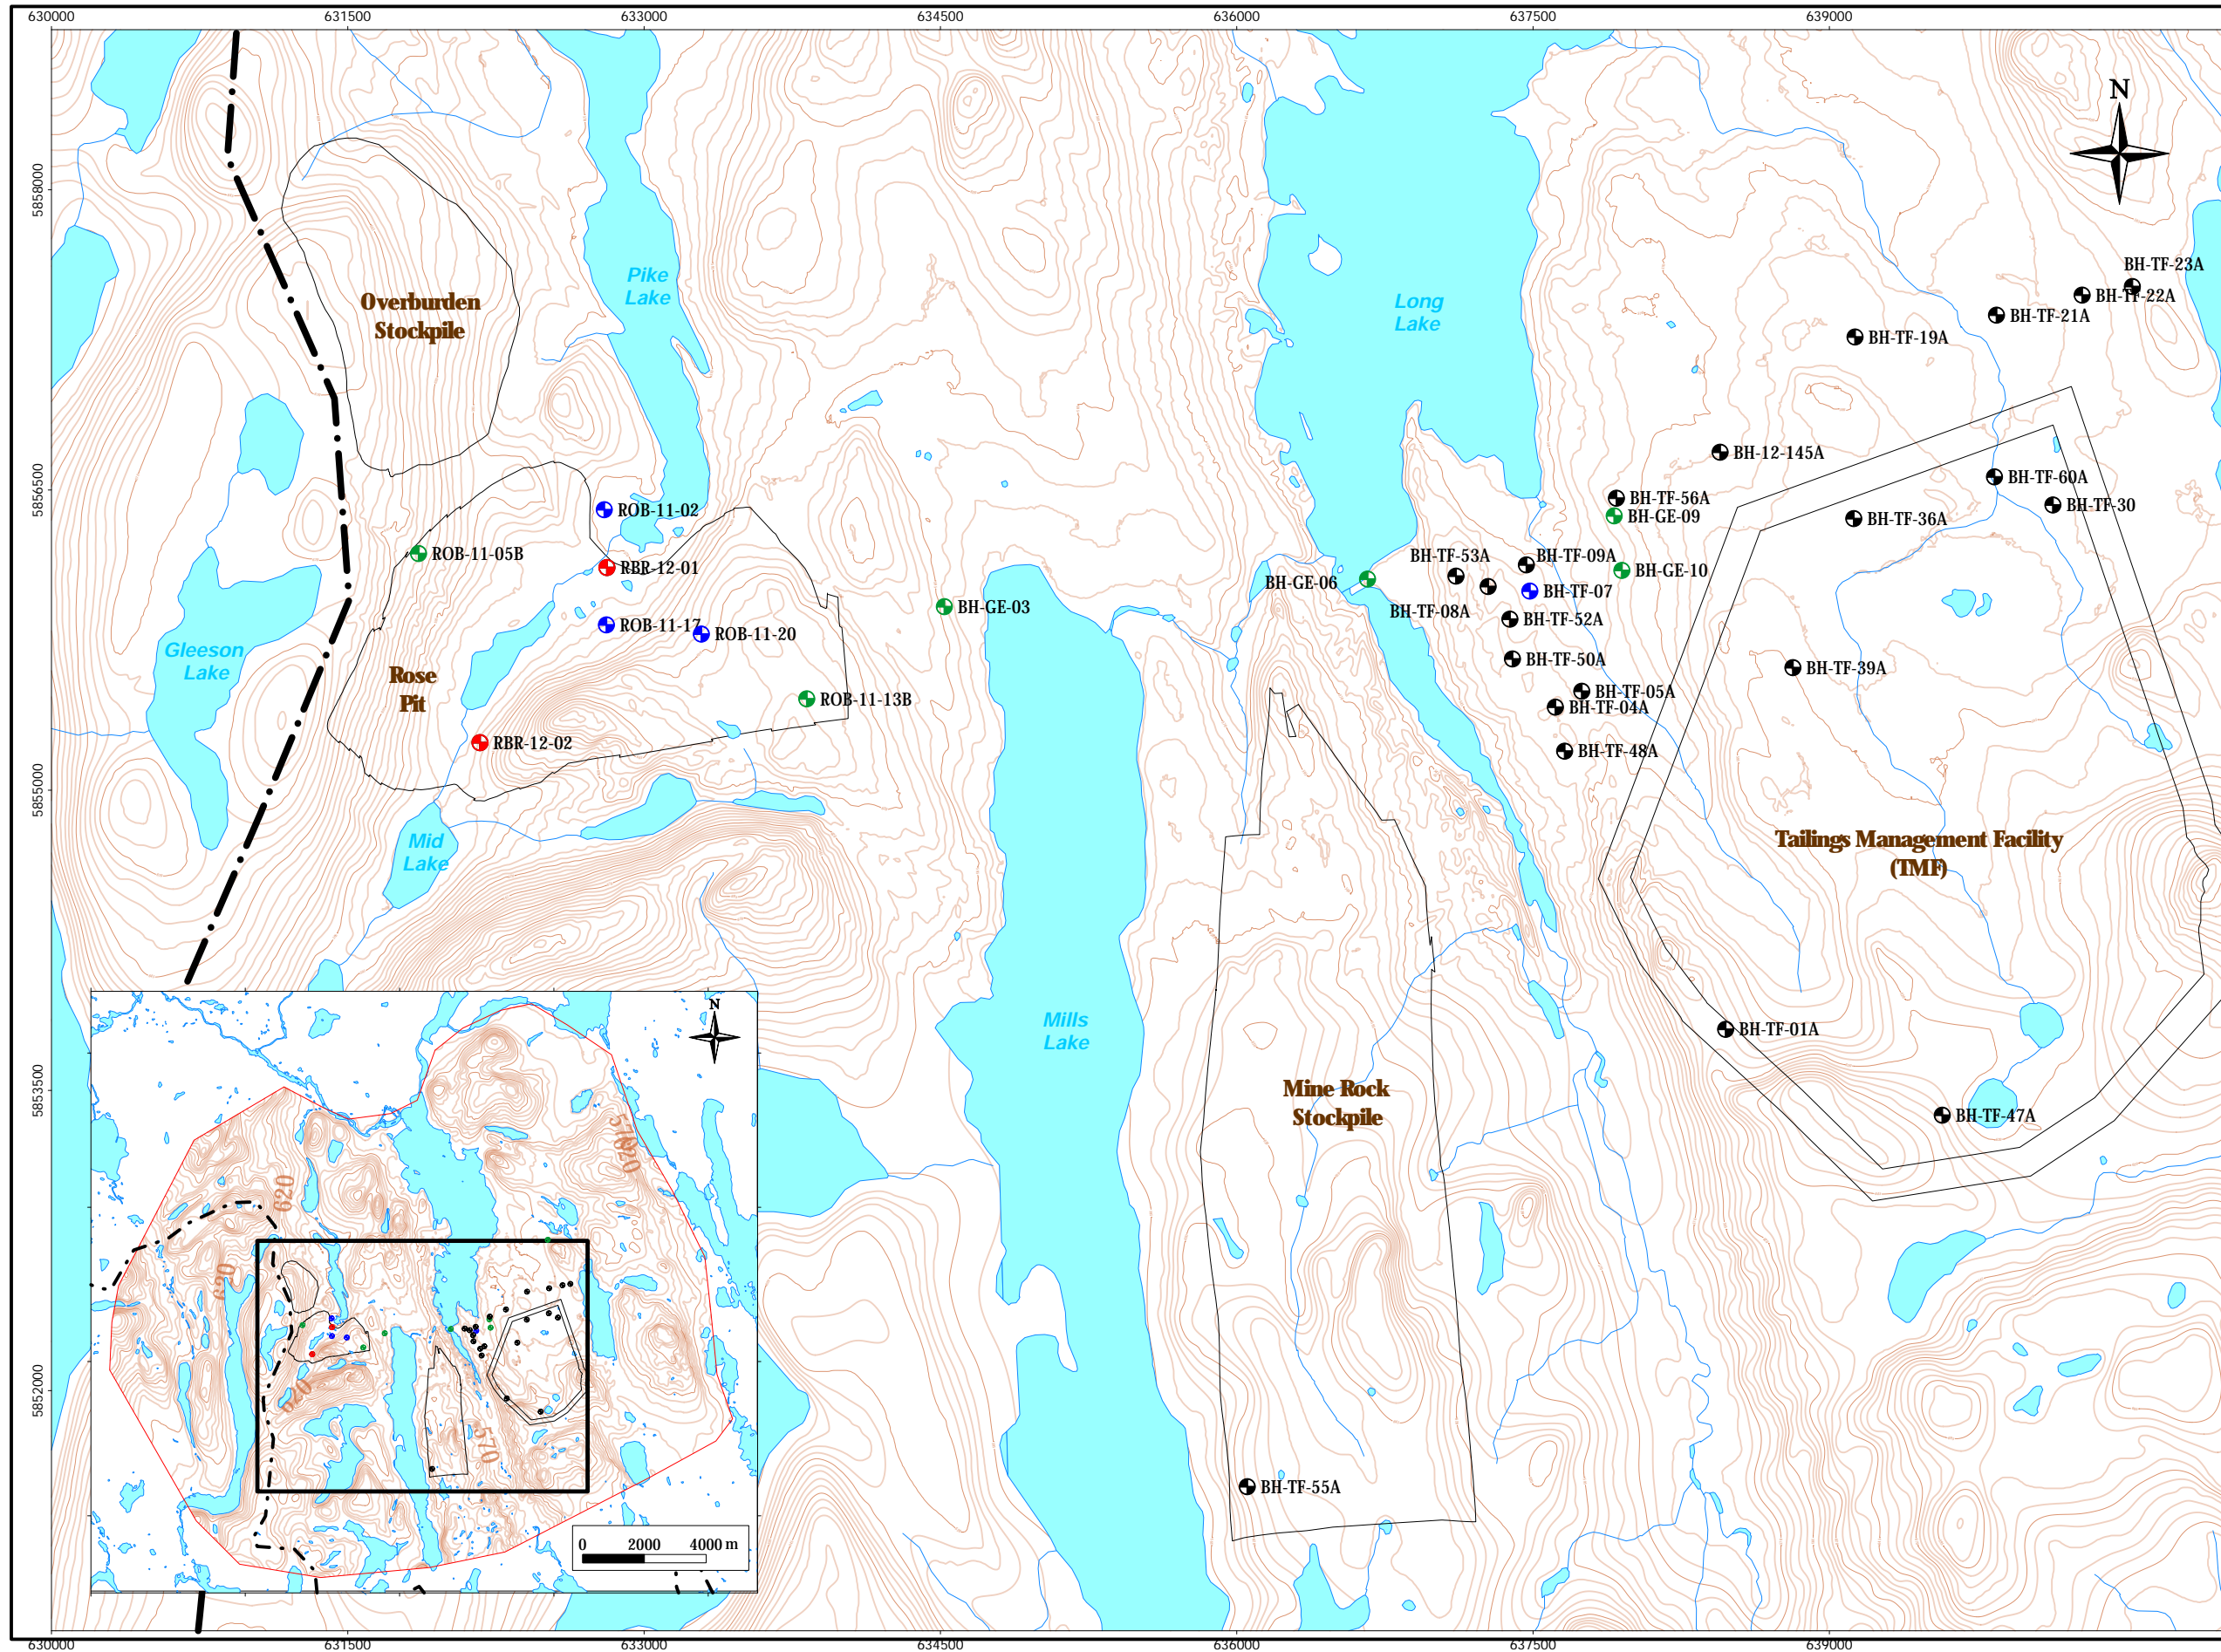 630000 631500 633000 634500 636000 637500 639000
N
5858000
BH-TF-23A
BH-TF-22A
BH-TF-21A
BH-TF-19A
Pike
Lake
Long
Lake
Overburden
Stockpile
5856500
BH-12-145A
BH-TF-60A
BH-TF-30
BH-TF-36A
BH-TF-56A
BH-GE-09
ROB-11-02
ROB-11-05B
RBR-12-01
BH-TF-53A
BH-TF-09A
BH-GE-10
BH-GE-06
BH-TF-07
BH-TF-08A
BH-TF-52A
BH-GE-03
ROB-11-17
ROB-11-20
BH-TF-50A
BH-TF-39A
Gleeson
Lake
Rose
Pit
ROB-11-13B
BH-TF-05A
BH-TF-04A
RBR-12-02
BH-TF-48A
5855000
Mid
Lake
Tailings Management Facility
(TMF)
Mills
Lake
BH-TF-01A
5853500
Mine Rock
Stockpile
BH-TF-47A
N
570
620
620
620
620
570
5852000
BH-TF-55A
0 2000 4000 m
630000 631500 633000 634500 636000 637500 639000